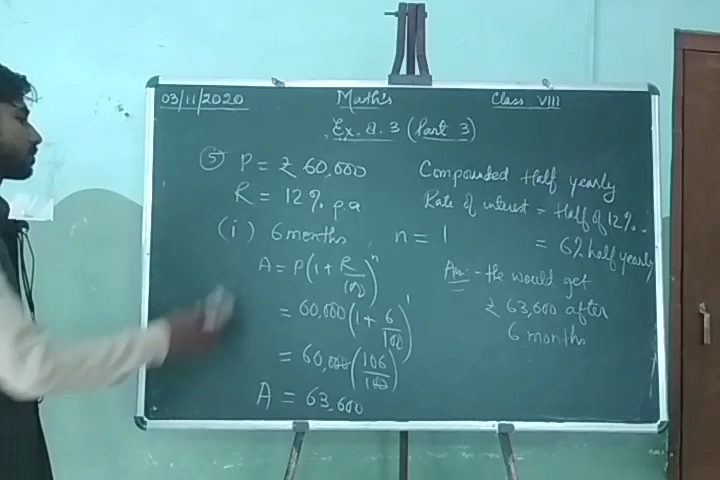 03/11/2020 Math's Class VIII
Ex. 8.3 (Part 3)
(5) P = ₹ 60,000
R = 12% p.a
(i) 6 months n = 1
A = P(1 + R/100)^n
= 60,000(1 + 6/100)^1
= 60,000(106/100)
A = 63,600
Compounded Half yearly
Rate of interest = Half of 12%.
= 6% half yearly
Ans:- the would get
₹ 63,600 after
6 months